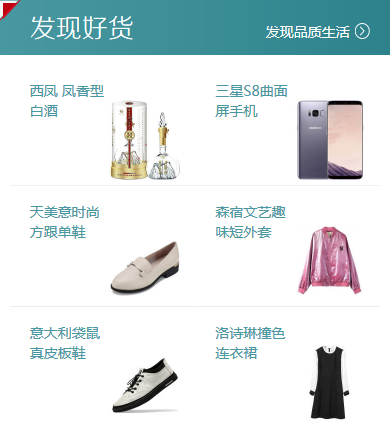 发现好货
发现品质生活
西凤 凤香型
白酒
三星S8曲面
屏手机
天美意时尚
方跟单鞋
森宿文艺趣
味短外套
意大利袋鼠
真皮板鞋
洛诗琳撞色
连衣裙